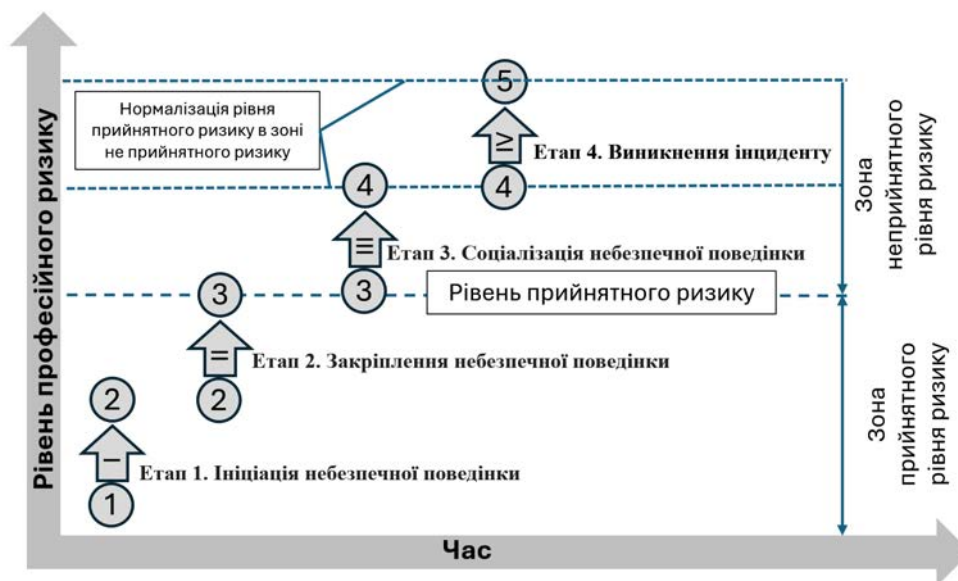 Рівень професійного ризику
Нормалізація рівня
прийнятного ризику в зоні
не прийнятного ризику
5
≥
Етап 4. Виникнення інциденту
4
4
≡
Етап 3. Соціалізація небезпечної поведінки
3
3
Рівень прийнятного ризику
=
Етап 2. Закріплення небезпечної поведінки
2
2
–
Етап 1. Ініціація небезпечної поведінки
1
Зона
неприйнятного
рівня ризику
Зона
прийнятного
рівня ризику
Час